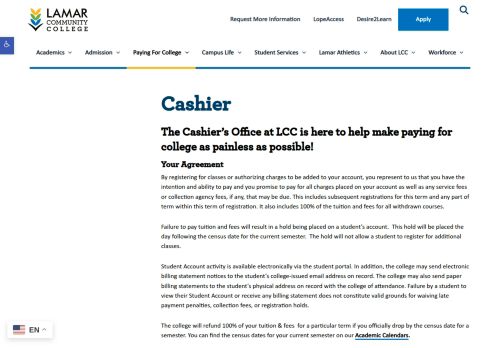 LAMAR
COMMUNITY
COLLEGE
Request More Information LopeAccess Desire2Learn Apply
Academics Admission Paying For College Campus Life Student Services Lamar Athletics About LCC Workforce
Cashier
The Cashier's Office at LCC is here to help make paying for
college as painless as possible!
Your Agreement
By registering for classes or authorizing charges to be added to your account, you represent to us that you have the
intention and ability to pay and you promise to pay for all charges placed on your account as well as any service fees
or collection agency fees, if any, that may be due. This includes subsequent registrations for this term and any part of
term within this term of registration. It also includes 100% of the tuition and fees for all withdrawn courses.
Failure to pay tuition and fees will result in a hold being placed on a student's account. This hold will be placed the
day following the census date for the current semester. The hold will not allow a student to register for additional
classes.
Student Account activity is available electronically via the student portal. In addition, the college may send electronic
billing statement notices to the student's college-issued email address on record. The college may also send paper
billing statements to the student's physical address on record with the college of attendance. Failure by a student to
view their Student Account or receive any billing statement does not constitute valid grounds for waiving late
payment penalties, collection fees, or registration holds.
The college will refund 100% of your tuition & fees for a particular term if you officially drop by the census date for a
semester. You can find the census dates for your current semester on our Academic Calendars.
EN